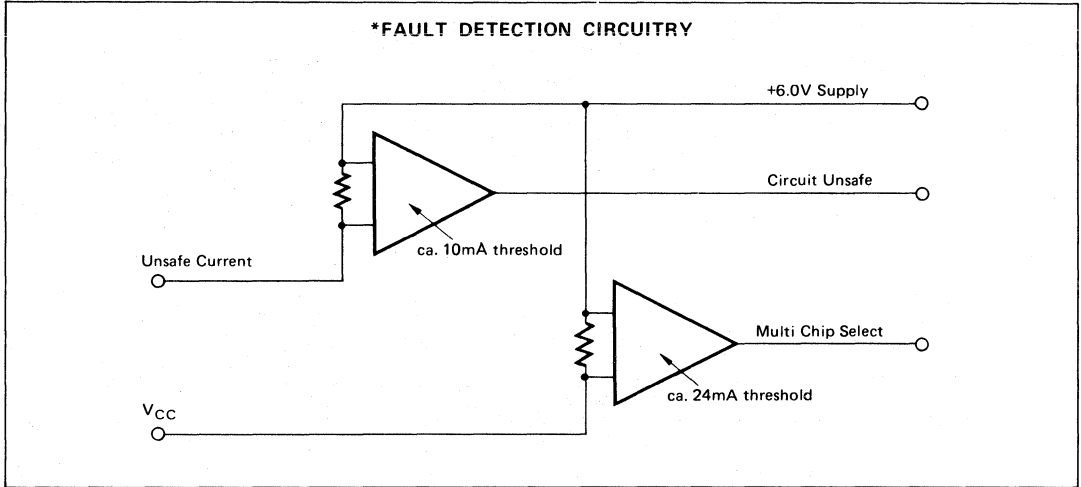 *FAULT DETECTION CIRCUITRY
+6.0V Supply
Circuit Unsafe
ca. 10mA threshold
Unsafe Current
Multi Chip Select
ca. 24mA threshold
VCC